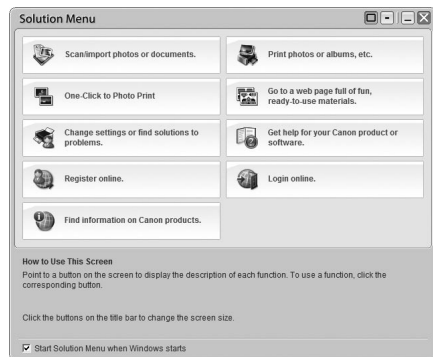 Solution Menu
Scan/import photos or documents.
Print photos or albums, etc.
One-Click to Photo Print
Go to a web page full of fun,
ready-to-use materials.
Change settings or find solutions to
problems.
Get help for your Canon product or
software.
Register online.
Login online.
Find information on Canon products.
How to Use This Screen
Point to a button on the screen to display the description of each function. To use a function, click the
corresponding button.
Click the buttons on the title bar to change the screen size.
Start Solution Menu when Windows starts